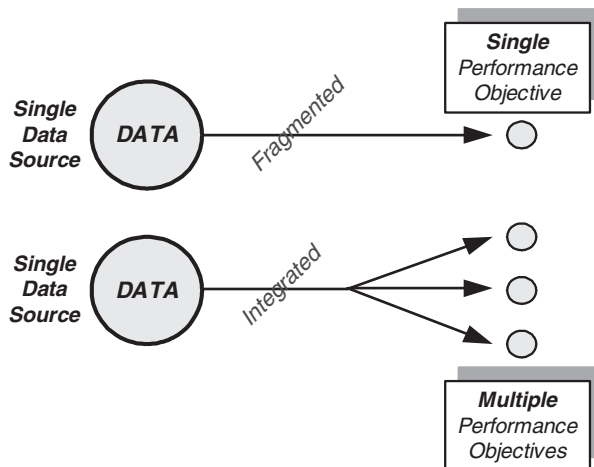 Single
Performance
Objective
Single
Data
Source
DATA
Fragmented
Single
Data
Source
DATA
Integrated
Multiple
Performance
Objectives